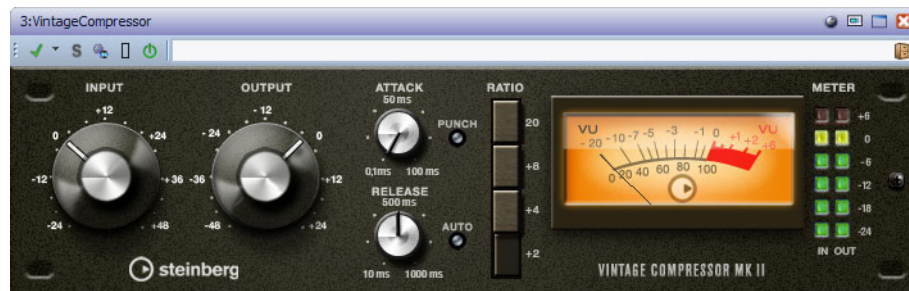 3:VintageCompressor
S
INPUT
+12
0
+24
-12
+36
-24
+48
OUTPUT
-12
-24
0
-36
+12
-48
+24
ATTACK
50 ms
0,1ms 100 ms
PUNCH
RELEASE
500 ms
10 ms 1000 ms
AUTO
RATIO
20
+8
+4
+2
VU VU
-20 -10 -7 -5 -3 -1 0 +1 +2 +6
0 20 40 60 80 100
METER
+6
0
-6
-12
-18
-24
IN OUT
steinberg
VINTAGE COMPRESSOR MK II